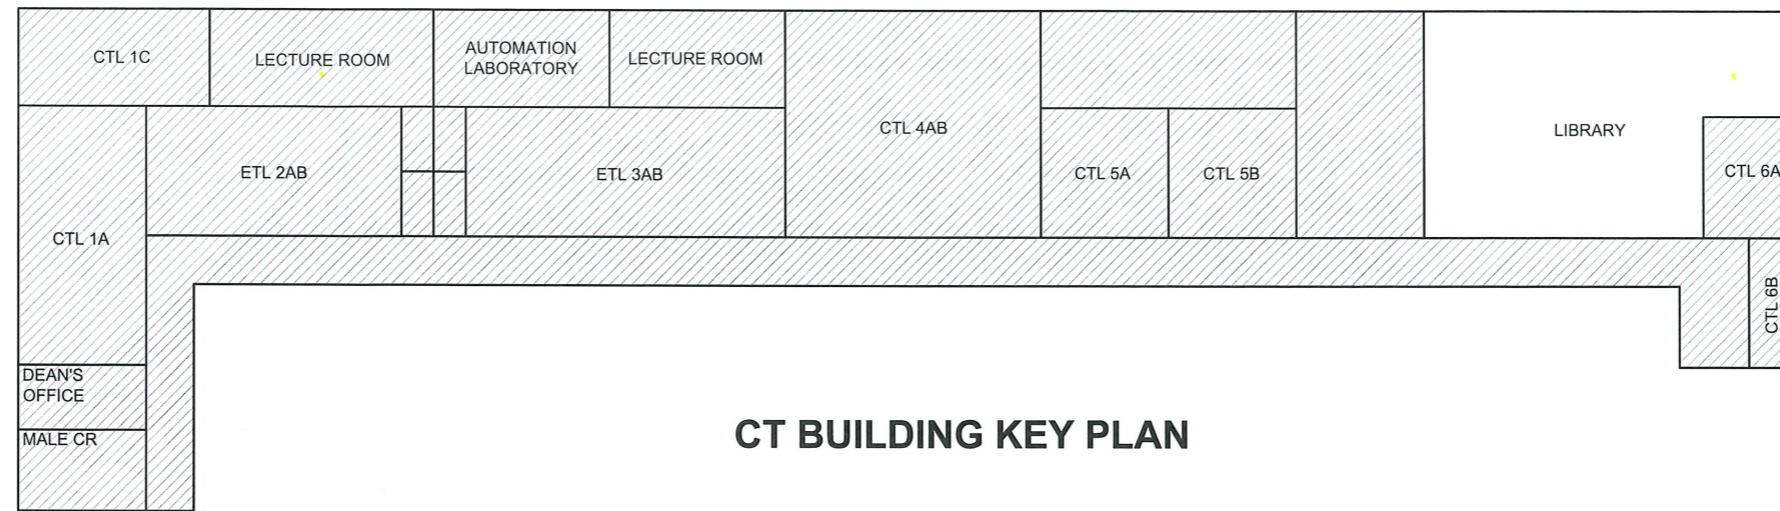 CTL 1C
LECTURE ROOM
AUTOMATION
LABORATORY
LECTURE ROOM
CTL 4AB
LIBRARY
ETL 2AB
ETL 3AB
CTL 5A
CTL 5B
CTL 6A
CTL 1A
CTL 6B
DEAN'S
OFFICE
MALE CR
CT BUILDING KEY PLAN